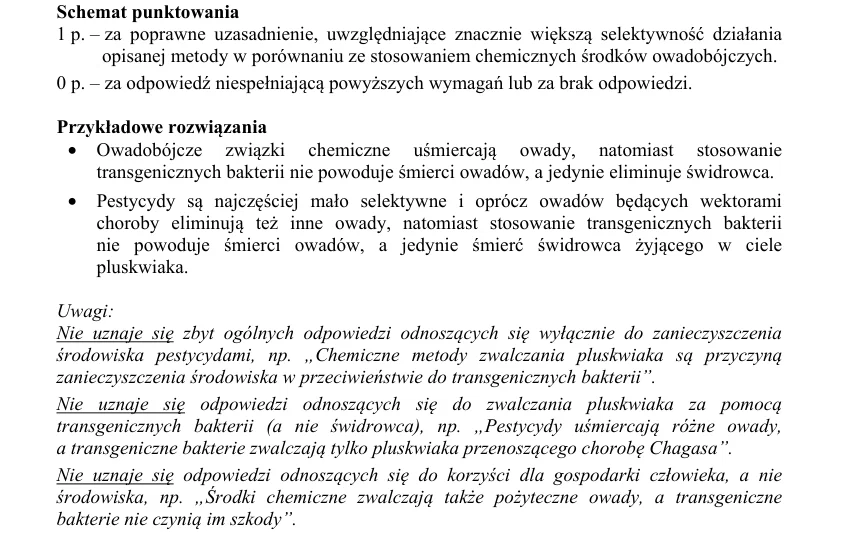 Schemat punktowania
1 p. – za poprawne uzasadnienie, uwzględniające znacznie większą selektywność działania
opisanej metody w porównaniu ze stosowaniem chemicznych środków owadobójczych.
0 p. – za odpowiedź niespełniającą powyższych wymagań lub za brak odpowiedzi.
Przykładowe rozwiązania
• Owadobójcze związki chemiczne uśmiercają owady, natomiast stosowanie
transgenicznych bakterii nie powoduje śmierci owadów, a jedynie eliminuje świdrowca.
• Pestycydy są najczęściej mało selektywne i oprócz owadów będących wektorami
choroby eliminują też inne owady, natomiast stosowanie transgenicznych bakterii
nie powoduje śmierci owadów, a jedynie śmierć świdrowca żyjącego w ciele
pluskwiaka.
Uwagi:
Nie uznaje się zbyt ogólnych odpowiedzi odnoszących się wyłącznie do zanieczyszczenia
środowiska pestycydami, np. „Chemiczne metody zwalczania pluskwiaka są przyczyną
zanieczyszczenia środowiska w przeciwieństwie do transgenicznych bakterii”.
Nie uznaje się odpowiedzi odnoszących się do zwalczania pluskwiaka za pomocą
transgenicznych bakterii (a nie świdrowca), np. „Pestycydy uśmiercają różne owady,
a transgeniczne bakterie zwalczają tylko pluskwiaka przenoszącego chorobę Chagasa”.
Nie uznaje się odpowiedzi odnoszących się do korzyści dla gospodarki człowieka, a nie
środowiska, np. „Środki chemiczne zwalczają także pożyteczne owady, a transgeniczne
bakterie nie czynią im szkody”.